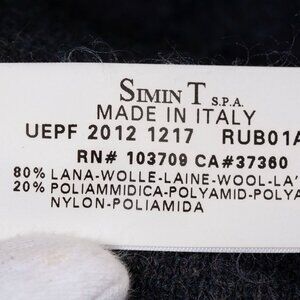 SIMIN T S.P.A.
MADE IN ITALY
UEPF 2012 1217 RUB01A
RN# 103709 CA#37360
80% LANA-WOLLE-LAINE-WOOL-LA'
20% POLIAMMIDICA-POLYAMID-POLYA
NYLON-POLIAMIDA